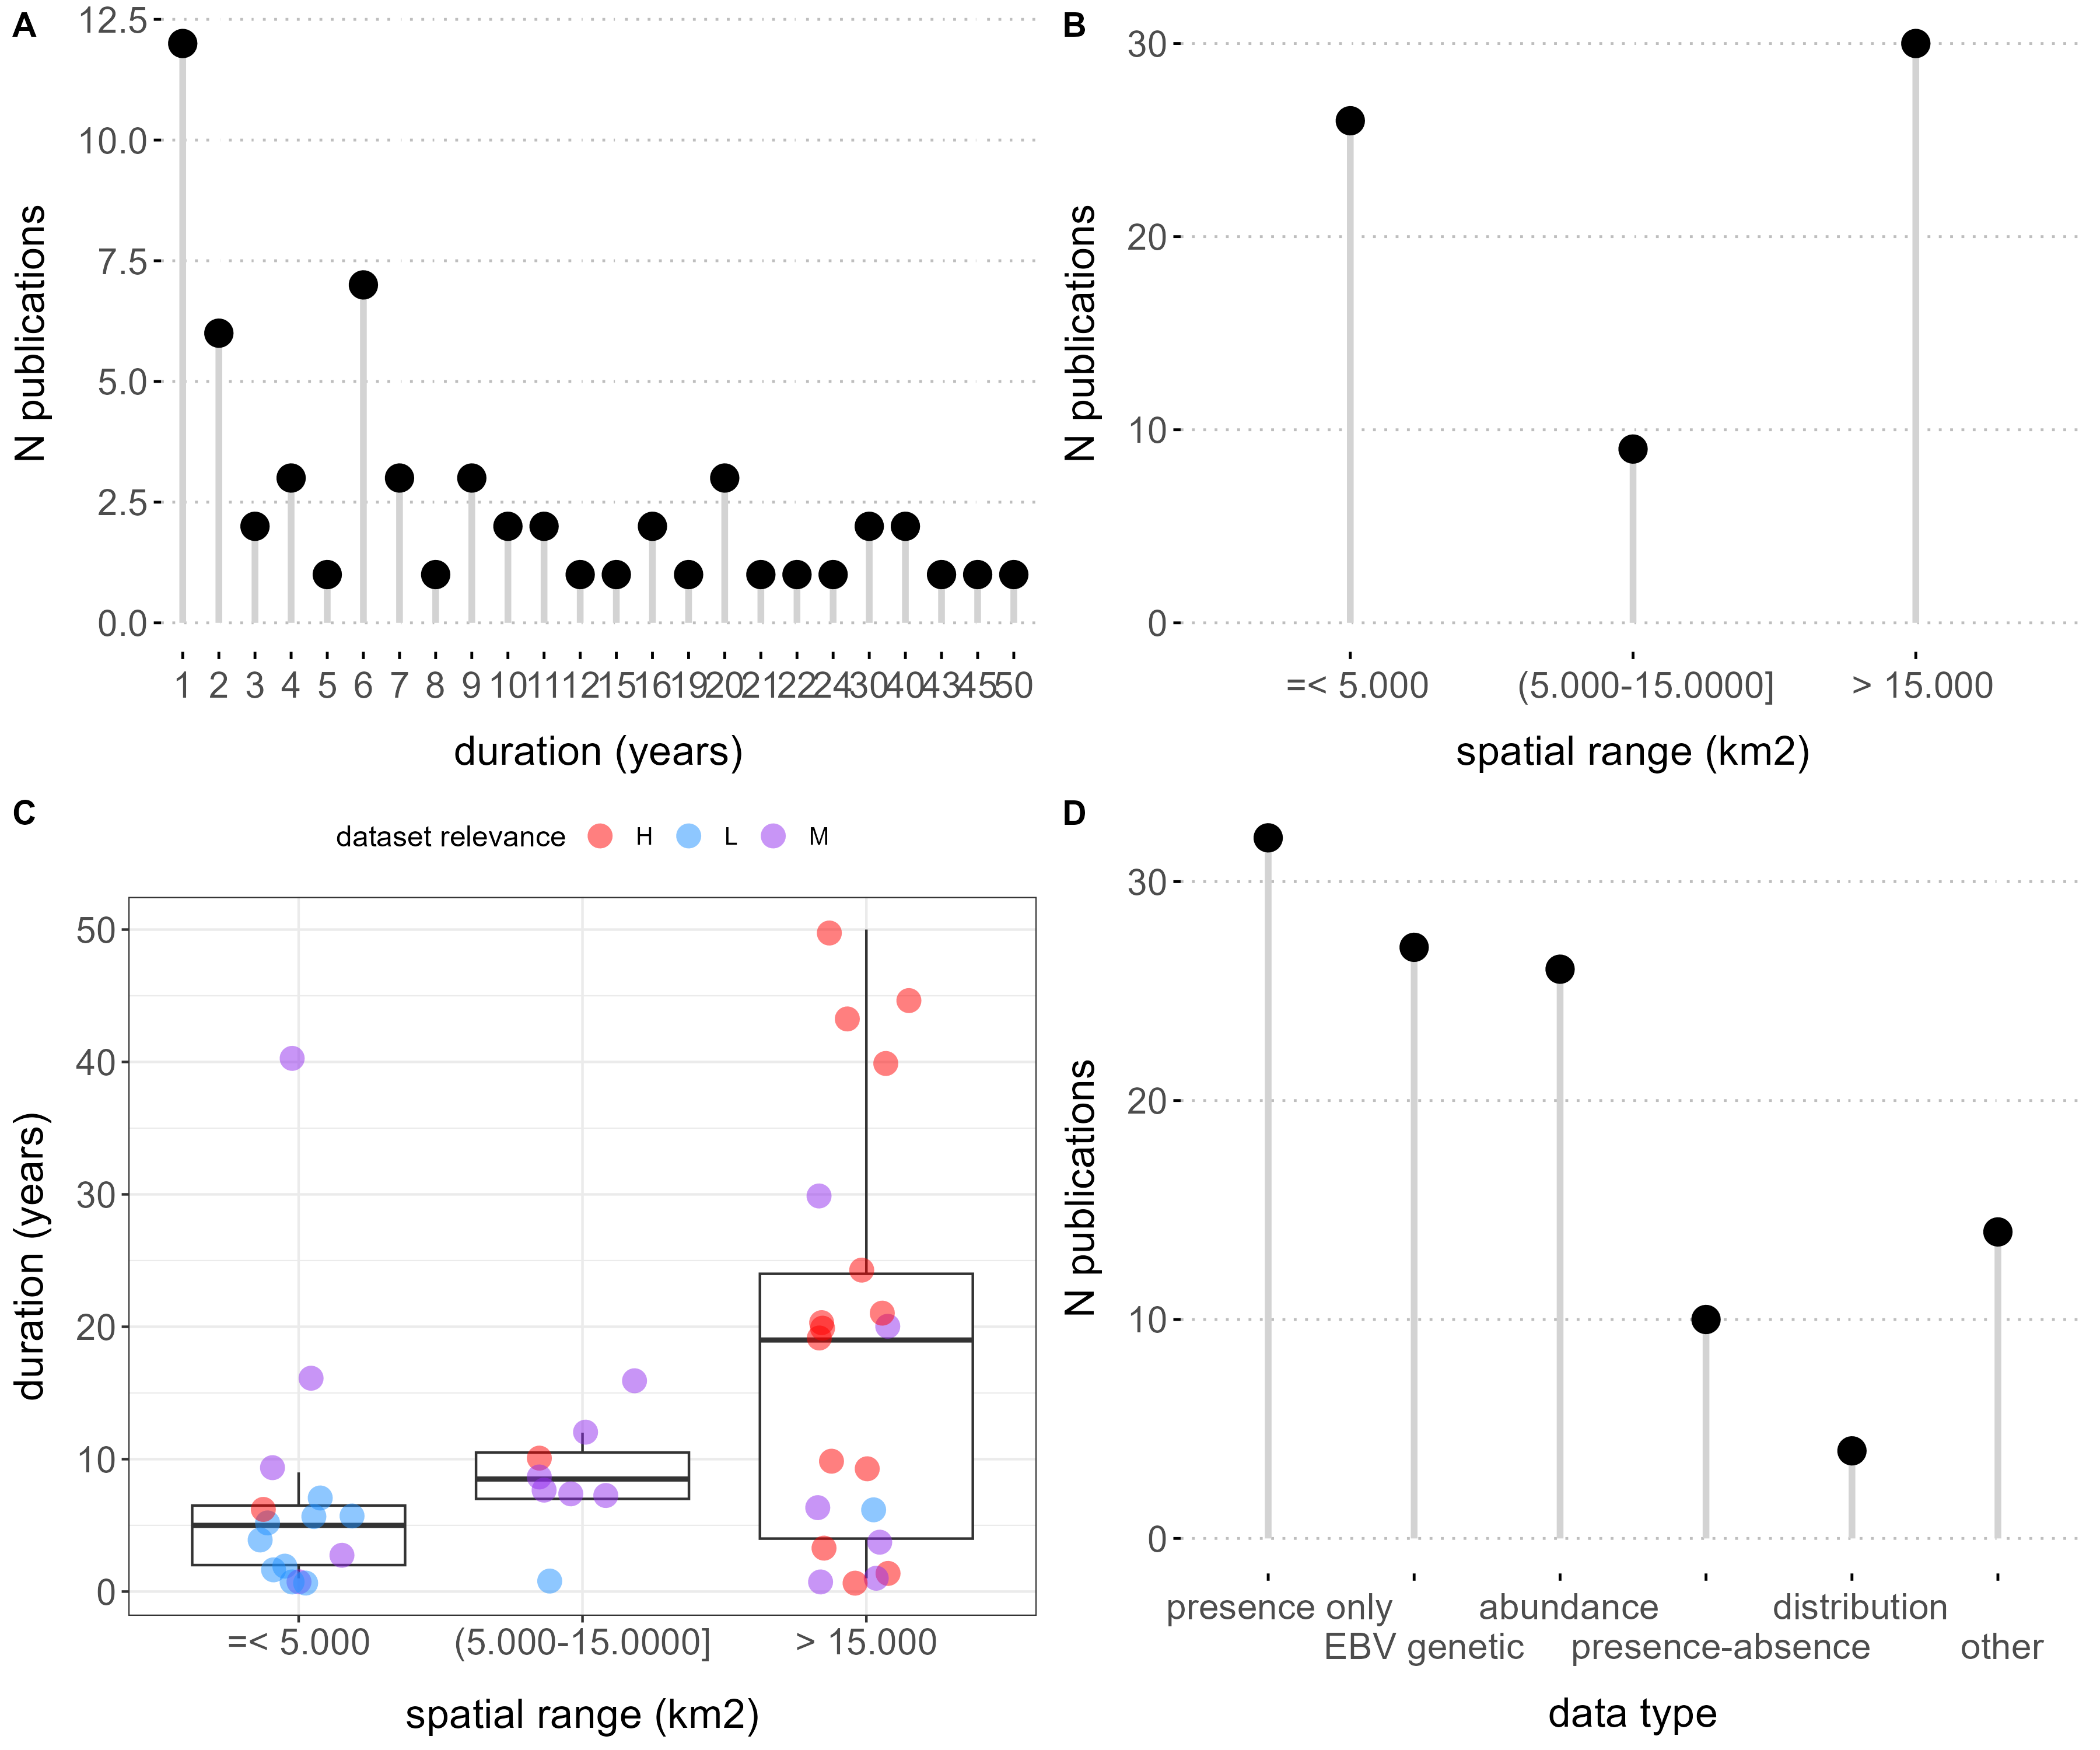 A
12.5
10.0
7.5
5.0
2.5
0.0
N publications
1 2 3 4 5 6 7 8 9 10 11 12 15 16 19 20 21 22 24 30 40 43 45 50
duration (years)
B
30
20
10
0
N publications
=< 5.000 (5.000-15.0000] > 15.000
spatial range (km2)
C
dataset relevance H L M
50
40
30
20
10
0
duration (years)
=< 5.000 (5.000-15.0000] > 15.000
spatial range (km2)
D
30
20
10
0
N publications
presence only abundance distribution
EBV genetic presence-absence other
data type